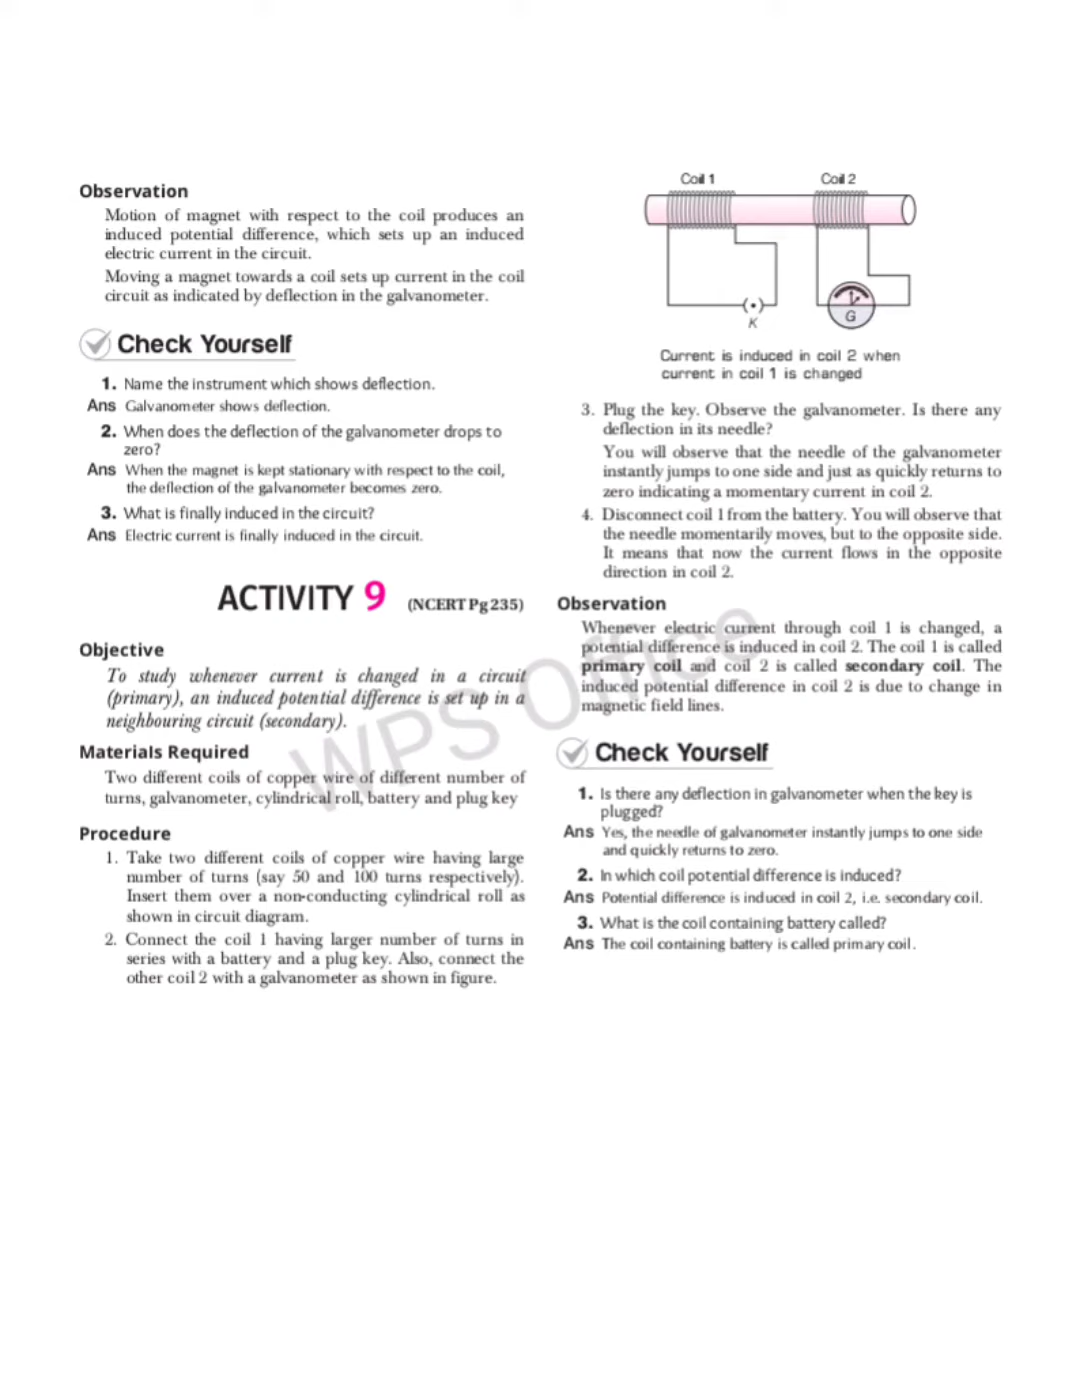 Observation
Motion of magnet with respect to the coil produces an
induced potential difference, which sets up an induced
electric current in the circuit.
Moving a magnet towards a coil sets up current in the coil
circuit as indicated by deflection in the galvanometer.
Check Yourself
1. Name the instrument which shows deflection.
Ans Galvanometer shows deflection.
2. When does the deflection of the galvanometer drops to
zero?
Ans When the magnet is kept stationary with respect to the coil,
the deflection of the galvanometer becomes zero.
3. What is finally induced in the circuit?
Ans Electric current is finally induced in the circuit.
ACTIVITY 9 (NCERT Pg 235)
Objective
To study whenever current is changed in a circuit
(primary), an induced potential difference is set up in a
neighbouring circuit (secondary).
Materials Required
Two different coils of copper wire of different number of
turns, galvanometer, cylindrical roll, battery and plug key
Procedure
1. Take two different coils of copper wire having large
number of turns (say 50 and 100 turns respectively).
Insert them over a non-conducting cylindrical roll as
shown in circuit diagram.
2. Connect the coil 1 having larger number of turns in
series with a battery and a plug key. Also, connect the
other coil 2 with a galvanometer as shown in figure.
Coil 1 Coil 2
K G
Current is induced in coil 2 when
current in coil 1 is changed
3. Plug the key. Observe the galvanometer. Is there any
deflection in its needle?
You will observe that the needle of the galvanometer
instantly jumps to one side and just as quickly returns to
zero indicating a momentary current in coil 2.
4. Disconnect coil 1 from the battery. You will observe that
the needle momentarily moves, but to the opposite side.
It means that now the current flows in the opposite
direction in coil 2.
Observation
Whenever electric current through coil 1 is changed, a
potential difference is induced in coil 2. The coil 1 is called
primary coil and coil 2 is called secondary coil. The
induced potential difference in coil 2 is due to change in
magnetic field lines.
Check Yourself
1. Is there any deflection in galvanometer when the key is
plugged?
Ans Yes, the needle of galvanometer instantly jumps to one side
and quickly returns to zero.
2. In which coil potential difference is induced?
Ans Potential difference is induced in coil 2, i.e. secondary coil.
3. What is the coil containing battery called?
Ans The coil containing battery is called primary coil.
WPS Office